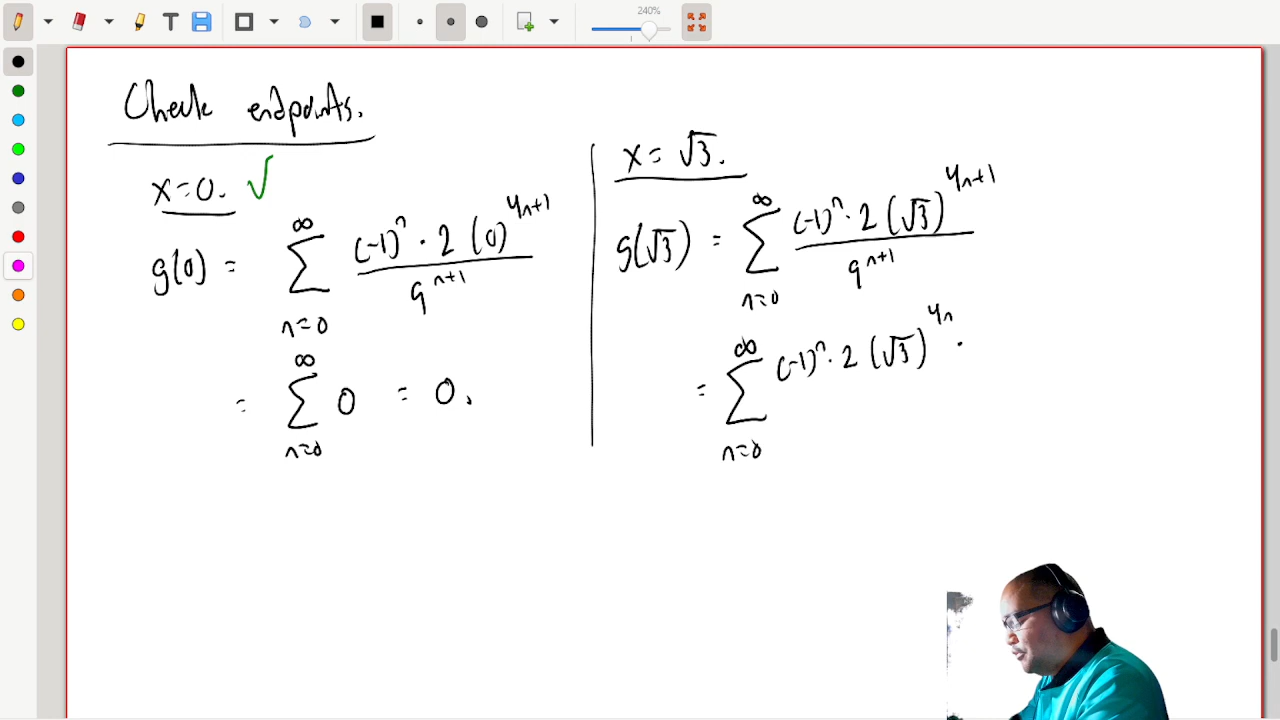 240%
Check endpoints.
x=0. √
g(0) = ∞ Σ n=0 (-1)^n · 2 (0)^4n+1 / 9^n+1
= ∞ Σ n=0 0 = 0.
x = √3.
g(√3) = ∞ Σ n=0 (-1)^n · 2 (√3)^4n+1 / 9^n+1
= ∞ Σ n=0 (-1)^n · 2 (√3)^4n ·